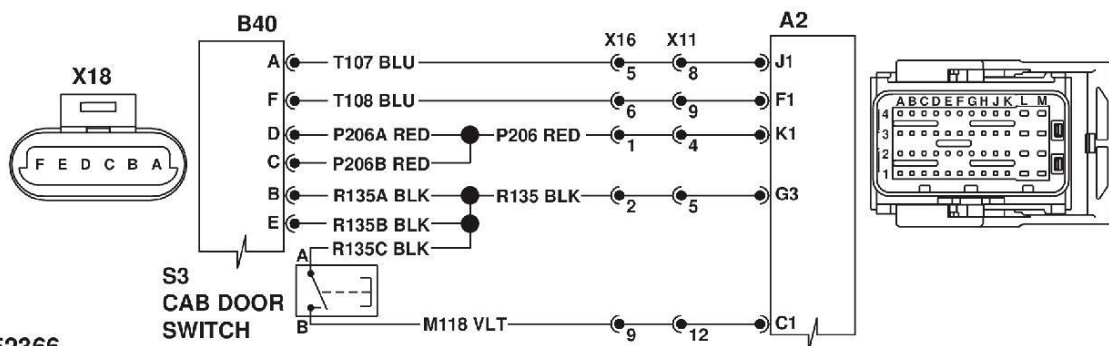 B40
A2
X18
X16
X11
A
T107 BLU
5
8
J1
F
T108 BLU
6
9
F1
D
P206A RED
P206 RED
1
4
K1
C
P206B RED
B
R135A BLK
R135 BLK
2
5
G3
E
R135B BLK
A
R135C BLK
F E D C B A
A B C D E F G H J K L M
4
3
2
1
S3
CAB DOOR
SWITCH
B
M118 VLT
9
12
C1